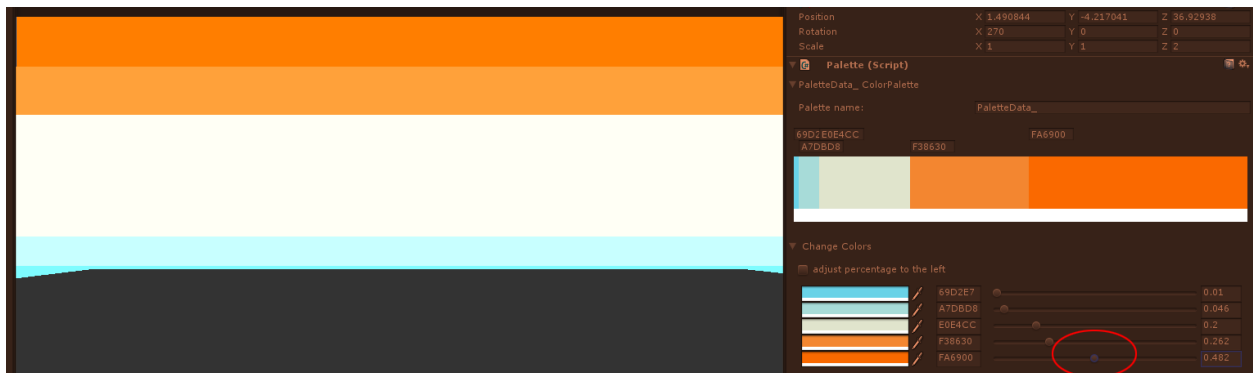 Position X 1.490844 Y -4.217041 Z 36.92938
Rotation X 270 Y 0 Z 0
Scale X 1 Y 1 Z 2
Palette (Script)
PaletteData_ ColorPalette
Palette name: PaletteData_
69D2 E0E4CC FA6900
A7DBD8 F38630
Change Colors
adjust percentage to the left
69D2E7 0.01
A7DBD8 0.046
E0E4CC 0.2
F38630 0.262
FA6900 0.482